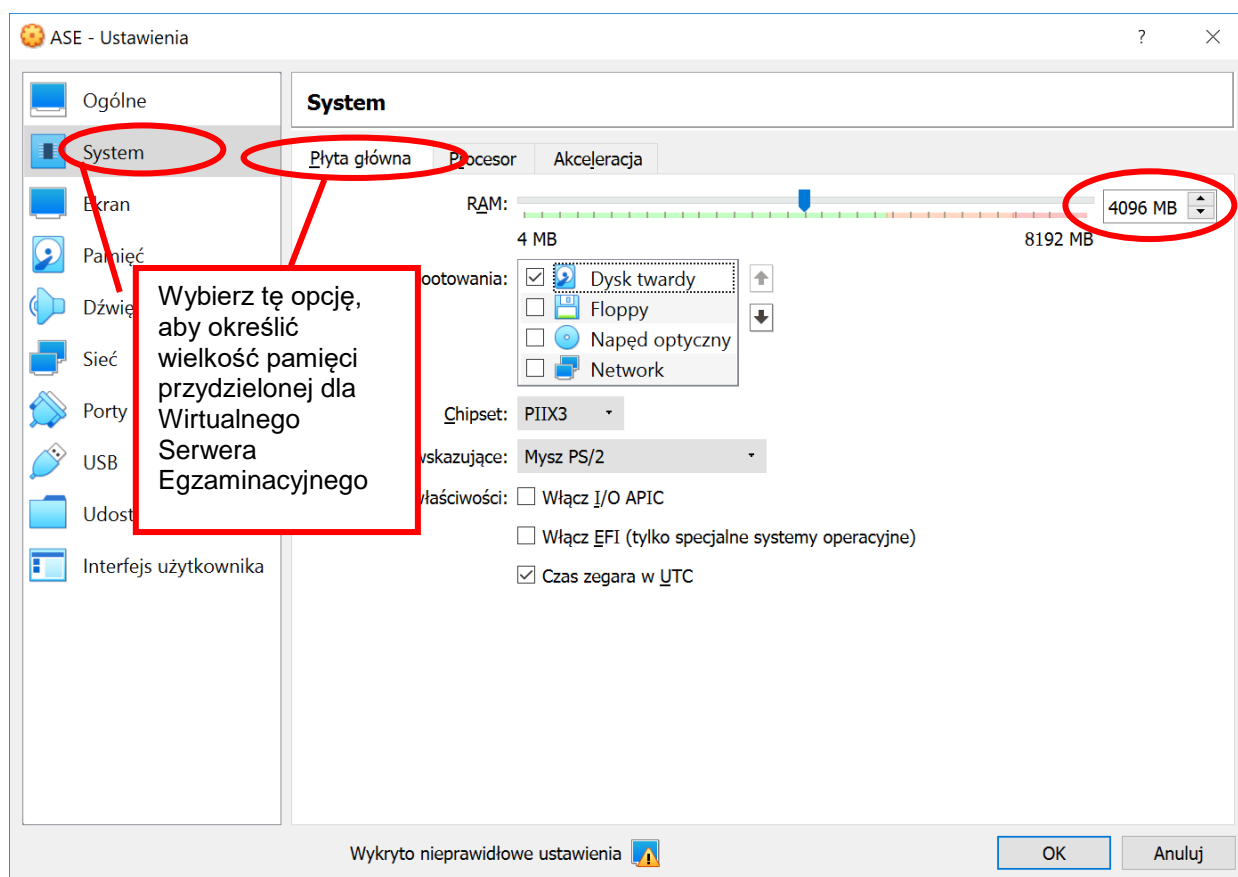 ASE - Ustawienia
?
Ogólne
System
Ekran
Pamięć
Dźwię
Sieć
Porty
USB
Udost
Interfejs użytkownika
System
Płyta główna Procesor Akceleracja
RAM:
4096 MB
4 MB 8192 MB
ootowania:
Dysk twardy
Floppy
Napęd optyczny
Network
Chipset: PIIX3
wskazujące: Mysz PS/2
właściwości: Włącz I/O APIC
Włącz EFI (tylko specjalne systemy operacyjne)
Czas zegara w UTC
Wybierz tę opcję,
aby określić
wielkość pamięci
przydzielonej dla
Wirtualnego
Serwera
Egzaminacyjnego
Wykryto nieprawidłowe ustawienia
OK Anuluj